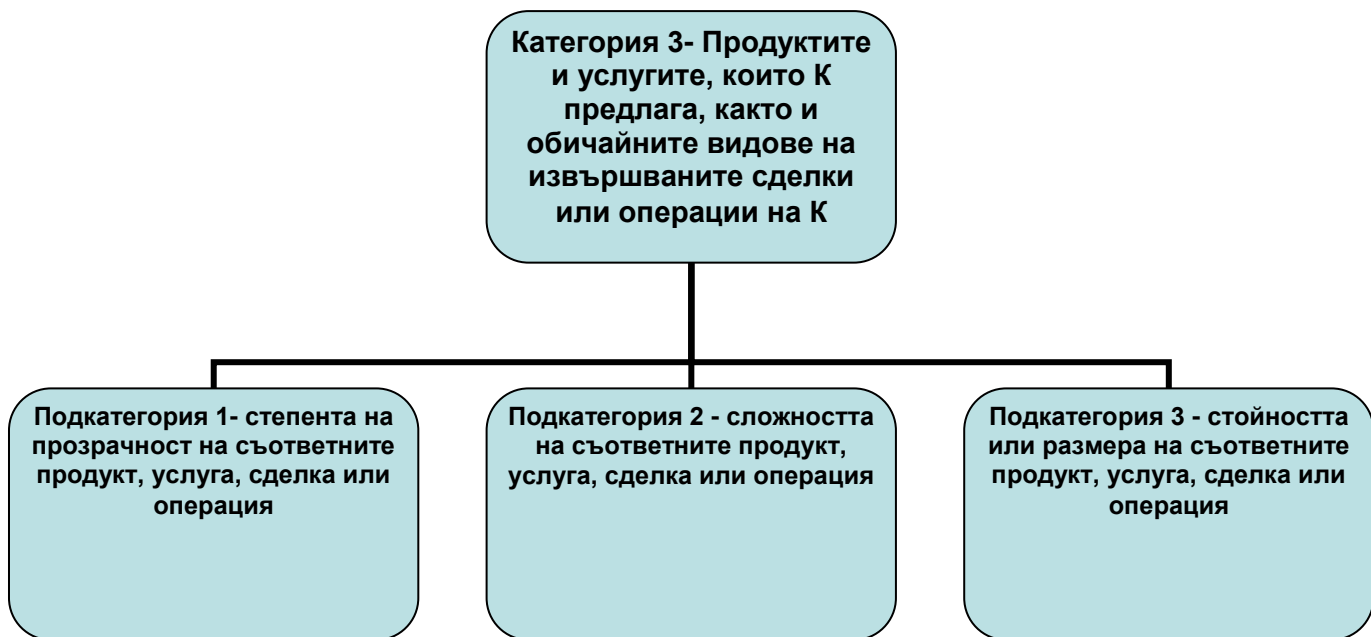 Категория 3- Продуктите
и услугите, които К
предлага, както и
обичайните видове на
извършваните сделки
или операции на К
Подкатегория 1- степента на
прозрачност на съответните
продукт, услуга, сделка или
операция
Подкатегория 2 - сложността
на съответните продукт,
услуга, сделка или операция
Подкатегория 3 - стойността
или размера на съответните
продукт, услуга, сделка или
операция